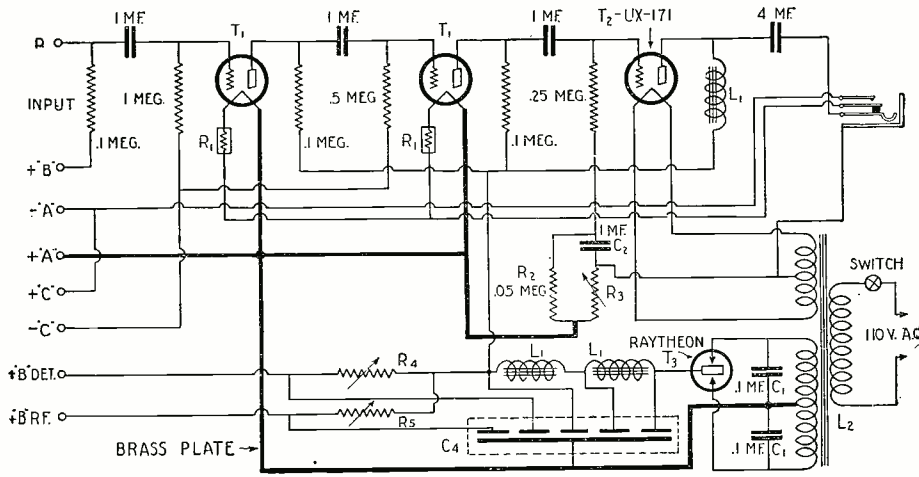 1 MF.
T₁
1 MF.
T₁
1 MF.
T₂-UX-171
4 MF.
P
INPUT
1 MEG.
.5 MEG.
.25 MEG.
L₁
.1 MEG.
R₁
.1 MEG.
R₁
.1 MEG.
+"B"
-"A"
+"A"
+"C"
-"C"
1 MF.
C₂
R₂
.05 MEG.
R₃
SWITCH
110 V. A.C.
RAYTHEON
T₃
+"B" DET.
R₄
L₁
L₁
.1 MF. C₁
+"B" R.F.
R₅
C₄
.1 MF. C₁
L₂
BRASS PLATE